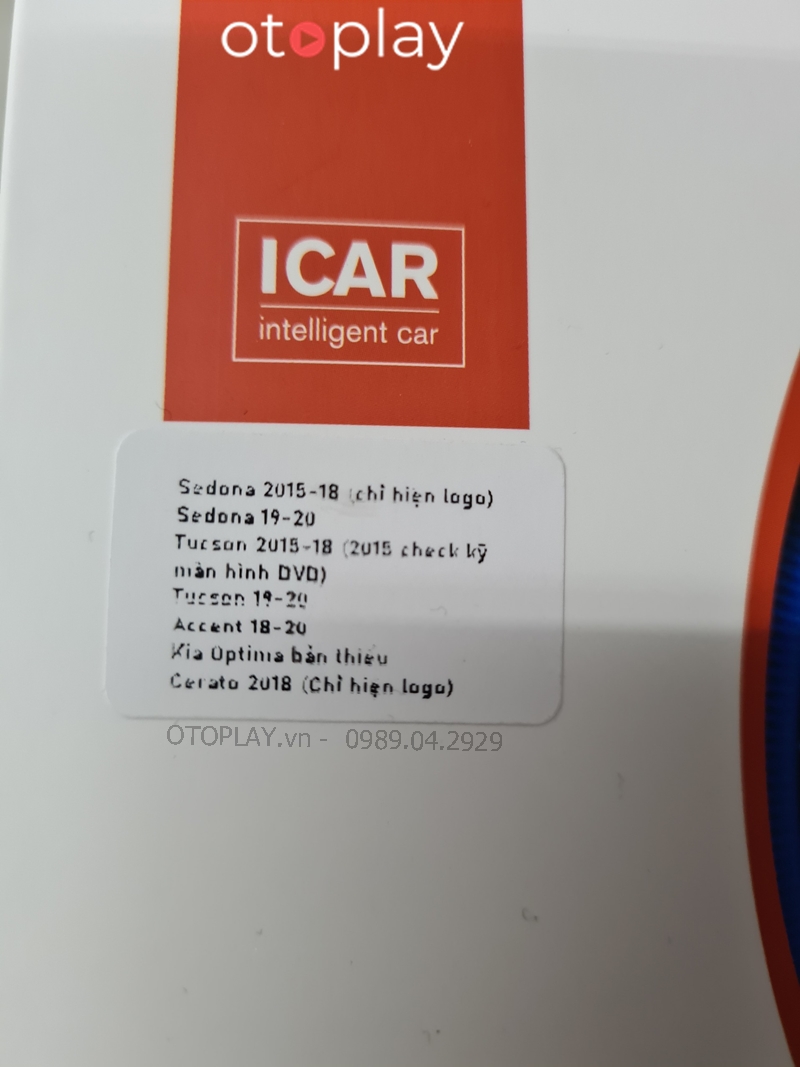 otoplay
ICAR
intelligent car
Sedona 2015-18 (chỉ hiện logo)
Sedona 19-20
Tucson 2015-18 (2015 check kỹ
màn hình DVD)
Tucson 19-20
Accent 18-20
Kia Optima bản thiếu
Cerato 2018 (Chỉ hiện logo)
OTOPLAY.vn - 0989.04.2929